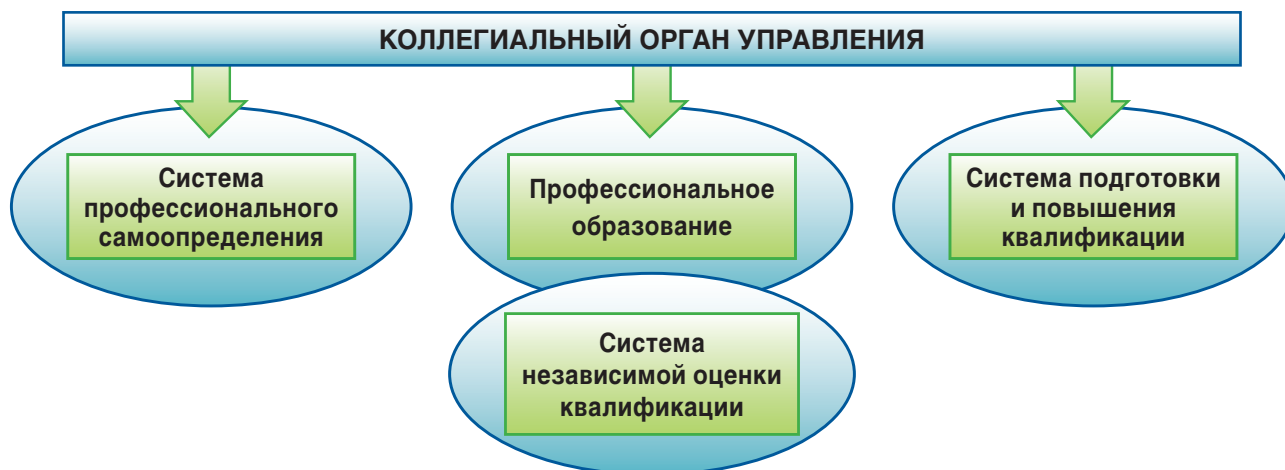 КОЛЛЕГИАЛЬНЫЙ ОРГАН УПРАВЛЕНИЯ
Система
профессионального
самоопределения
Профессиональное
образование
Система подготовки
и повышения
квалификации
Система
независимой оценки
квалификации